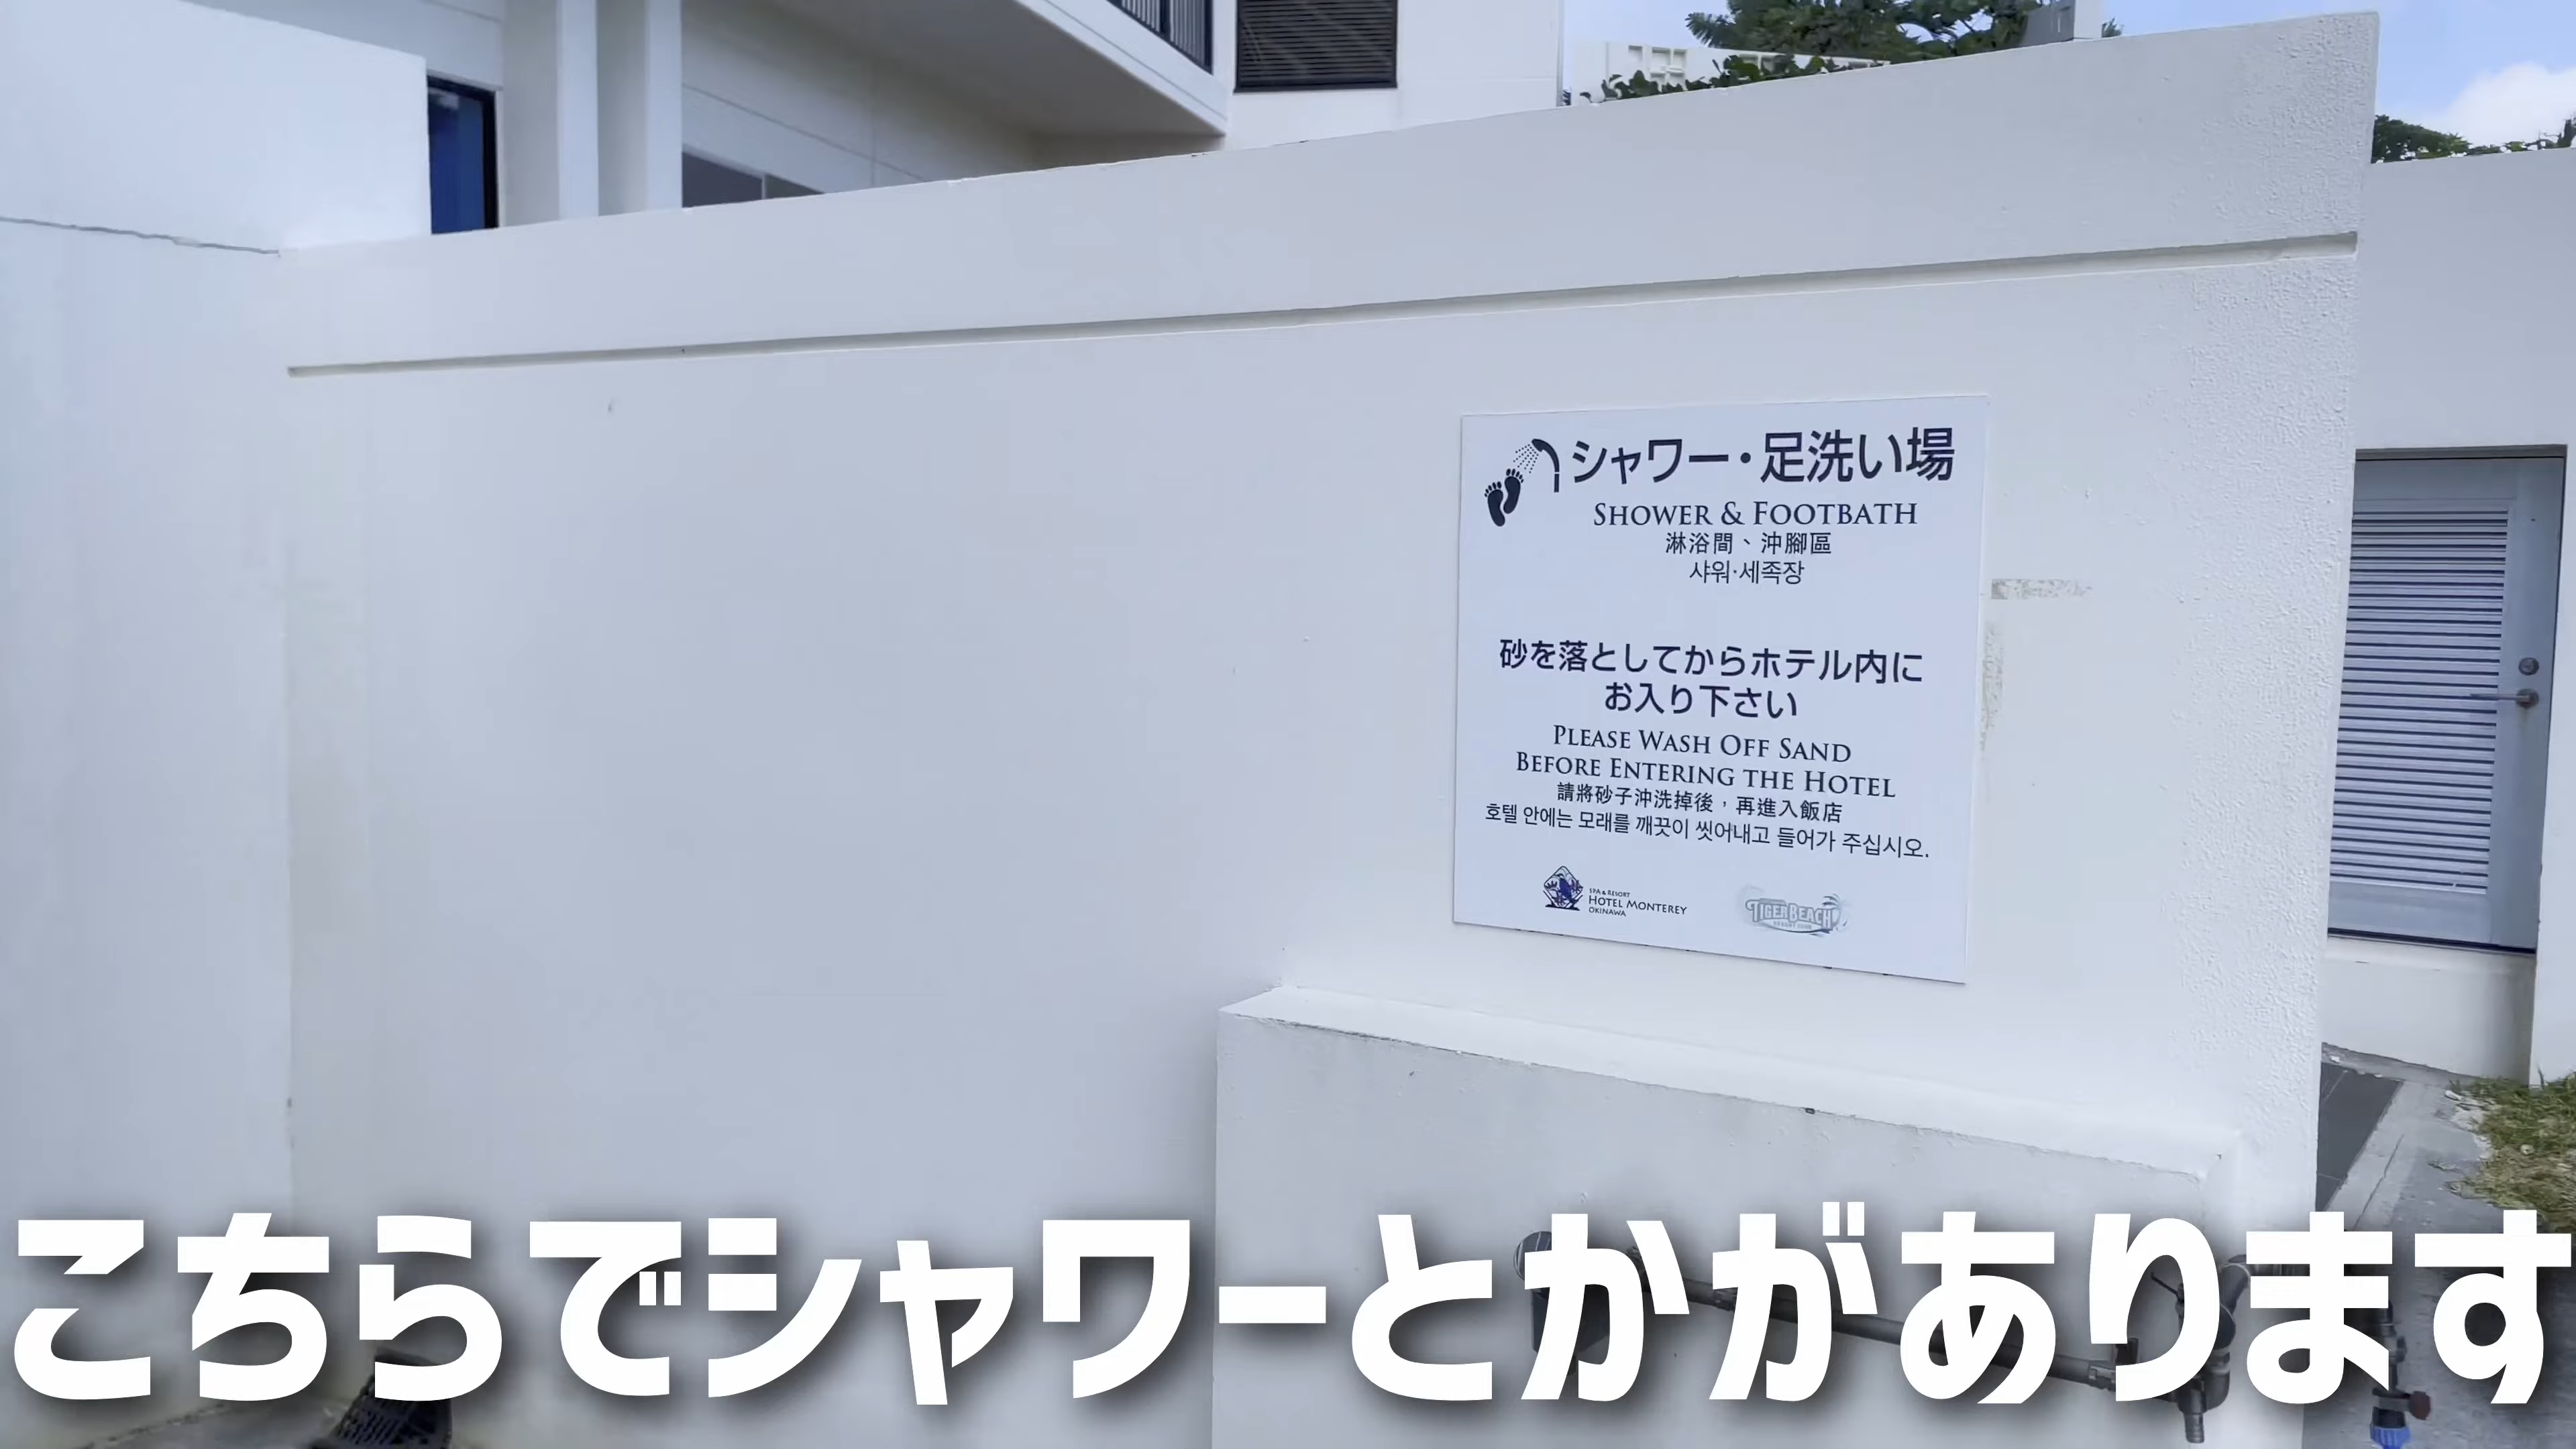 シャワー・足洗い場
SHOWER & FOOTBATH
淋浴間、沖腳區
샤워·세족장
砂を落としてからホテル内に
お入り下さい
PLEASE WASH OFF SAND
BEFORE ENTERING THE HOTEL
請將砂子沖洗掉後，再進入飯店
호텔 안에는 모래를 깨끗이 씻어내고 들어가 주십시오.
SPA & RESORT
HOTEL MONTEREY
OKINAWA
TIGER BEACH
こちらでシャワーとかがあります